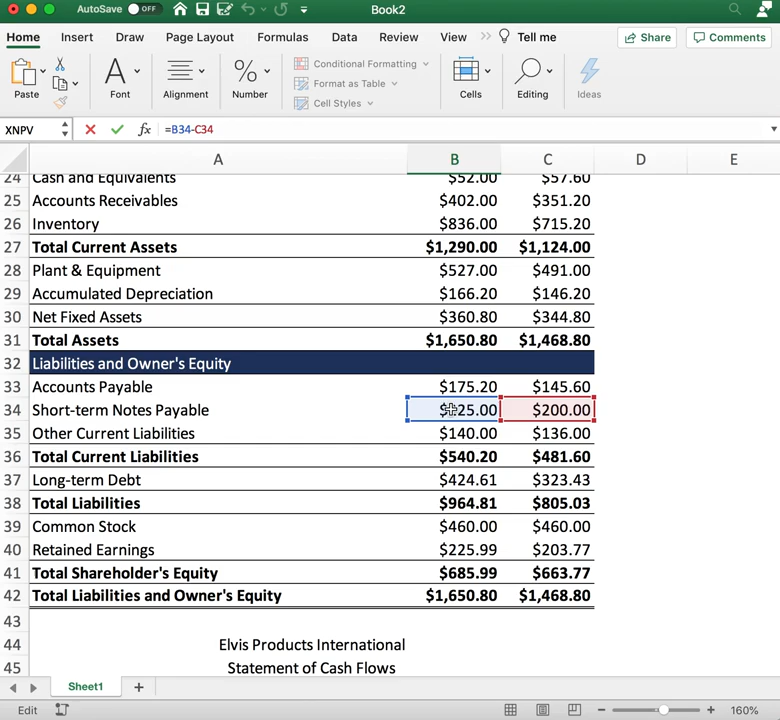 AutoSave OFF Book2
Home Insert Draw Page Layout Formulas Data Review View Tell me Share Comments
Paste Font Alignment Number Conditional Formatting Format as Table Cell Styles Cells Editing Ideas
XNPV fx =B34-C34
A B C D E
24 Cash and Equivalents $52.00 $57.60
25 Accounts Receivables $402.00 $351.20
26 Inventory $836.00 $715.20
27 Total Current Assets $1,290.00 $1,124.00
28 Plant & Equipment $527.00 $491.00
29 Accumulated Depreciation $166.20 $146.20
30 Net Fixed Assets $360.80 $344.80
31 Total Assets $1,650.80 $1,468.80
32 Liabilities and Owner's Equity
33 Accounts Payable $175.20 $145.60
34 Short-term Notes Payable $200.00
35 Other Current Liabilities $140.00 $136.00
36 Total Current Liabilities $540.20 $481.60
37 Long-term Debt $424.61 $323.43
38 Total Liabilities $964.81 $805.03
39 Common Stock $460.00 $460.00
40 Retained Earnings $225.99 $203.77
41 Total Shareholder's Equity $685.99 $663.77
42 Total Liabilities and Owner's Equity $1,650.80 $1,468.80
43
44 Elvis Products International
45 Statement of Cash Flows
Sheet1
Edit 160%